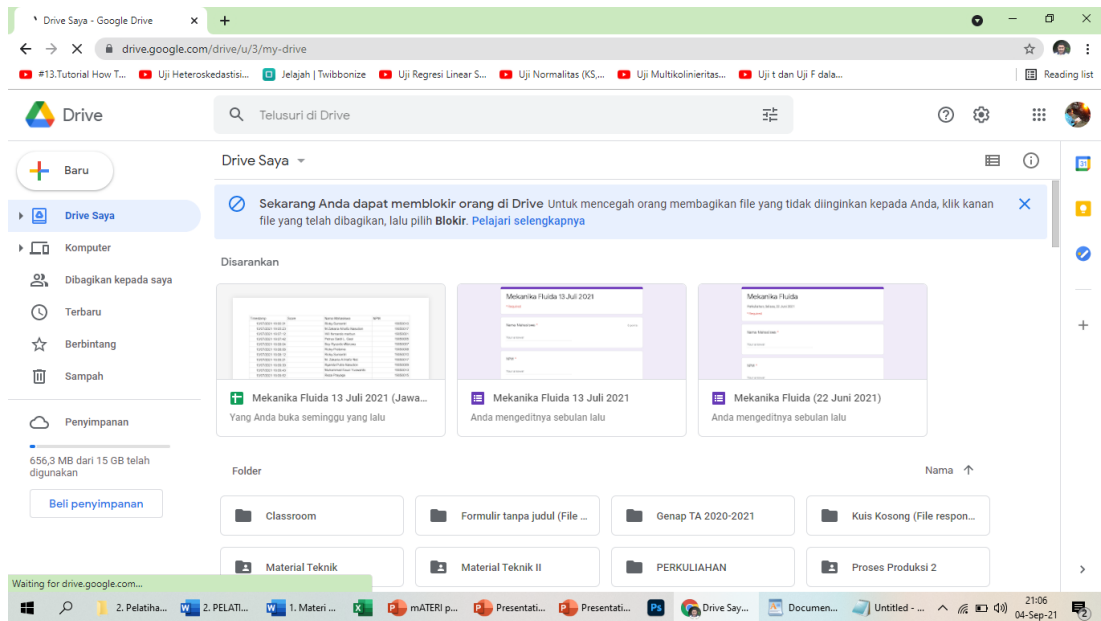 Drive Saya - Google Drive
drive.google.com/drive/u/3/my-drive
#13.Tutorial How T... Uji Heteroskedastisi... Jelajah | Twibbonize Uji Regresi Linear S... Uji Normalitas (KS,... Uji Multikolinieritas... Uji t dan Uji F dala... Reading list
Drive
Telusuri di Drive
Baru
Drive Saya
Komputer
Dibagikan kepada saya
Terbaru
Berbintang
Sampah
Penyimpanan
656,3 MB dari 15 GB telah
digunakan
Beli penyimpanan
Drive Saya
Sekarang Anda dapat memblokir orang di Drive Untuk mencegah orang membagikan file yang tidak diinginkan kepada Anda, klik kanan
file yang telah dibagikan, lalu pilih Blokir. Pelajari selengkapnya
Disarankan
Mekanika Fluida 13 Juli 2021
Nama Mahasiswa *
NPM *
Mekanika Fluida
Nama Mahasiswa *
NPM *
Mekanika Fluida 13 Juli 2021 (Jawa...
Yang Anda buka seminggu yang lalu
Mekanika Fluida 13 Juli 2021
Anda mengeditnya sebulan lalu
Mekanika Fluida (22 Juni 2021)
Anda mengeditnya sebulan lalu
Folder
Nama
Classroom
Formulir tanpa judul (File ...
Genap TA 2020-2021
Kuis Kosong (File respon...
Material Teknik
Material Teknik II
PERKULIAHAN
Proses Produksi 2
31
Waiting for drive.google.com...
2. Pelatiha... 2. PELATI... 1. Materi ... mATERI p... Presentati... Presentati... Ps Drive Say... Documen... Untitled - ...
21:06
04-Sep-21
2